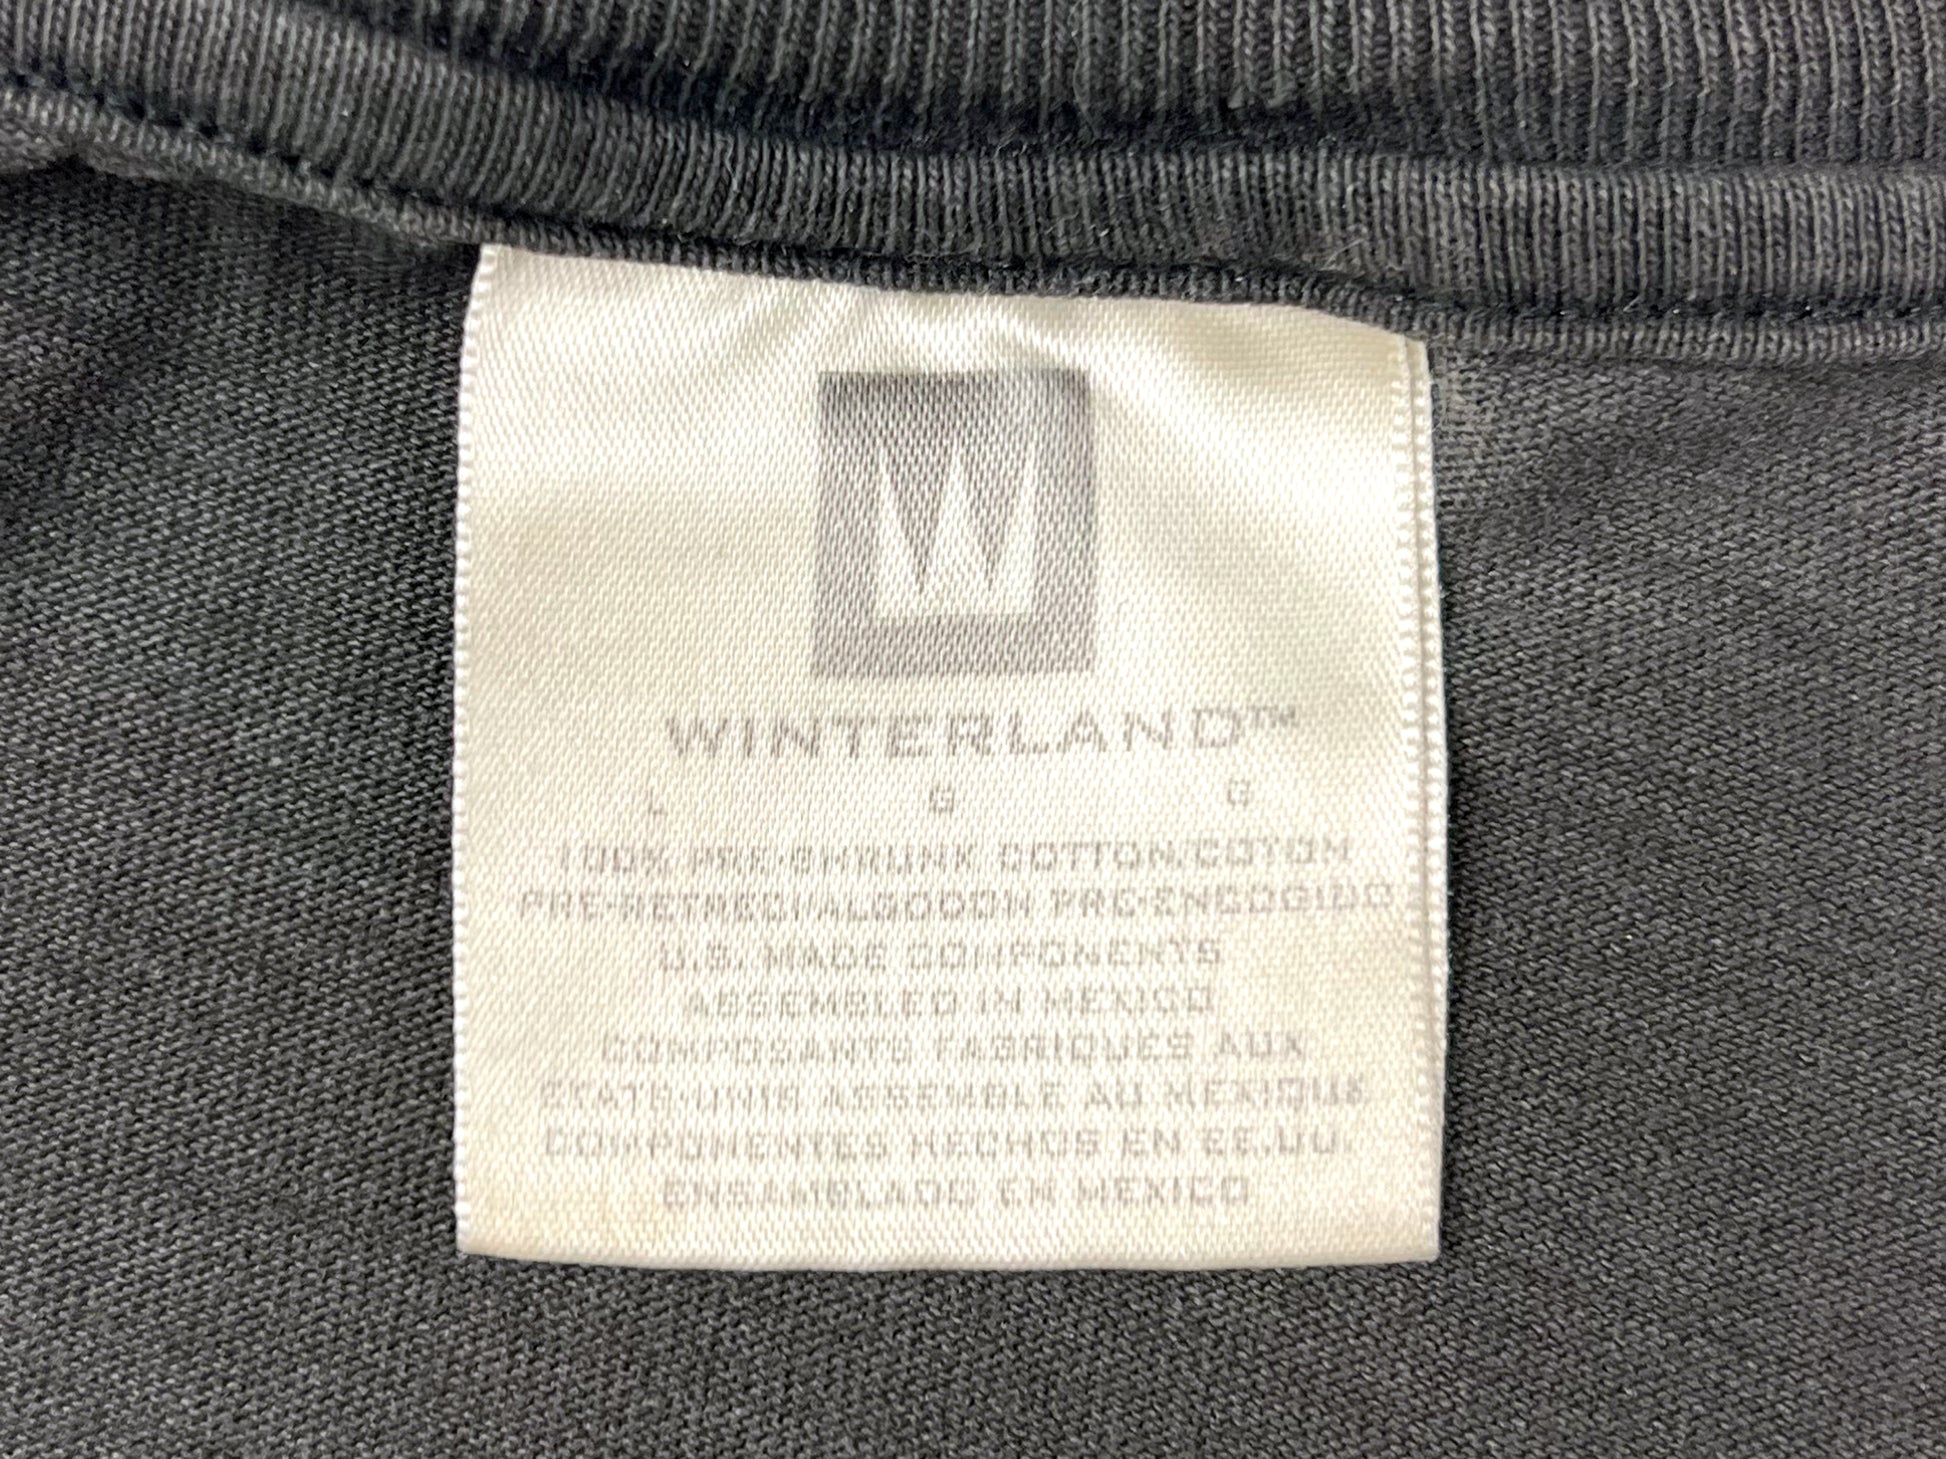 W
WINTERLAND™
L G G
100% PRE-SHRUNK COTTON/COTON
PRE-RETRECI/ALGODON PRE-ENCOGIDO
U.S. MADE COMPONENTS
ASSEMBLED IN MEXICO
COMPOSANTS FABRIQUES AUX
ETATS-UNIS ASSEMBLE AU MEXIQUE
COMPONENTES HECHOS EN EE.UU.
ENSAMBLADO EN MEXICO